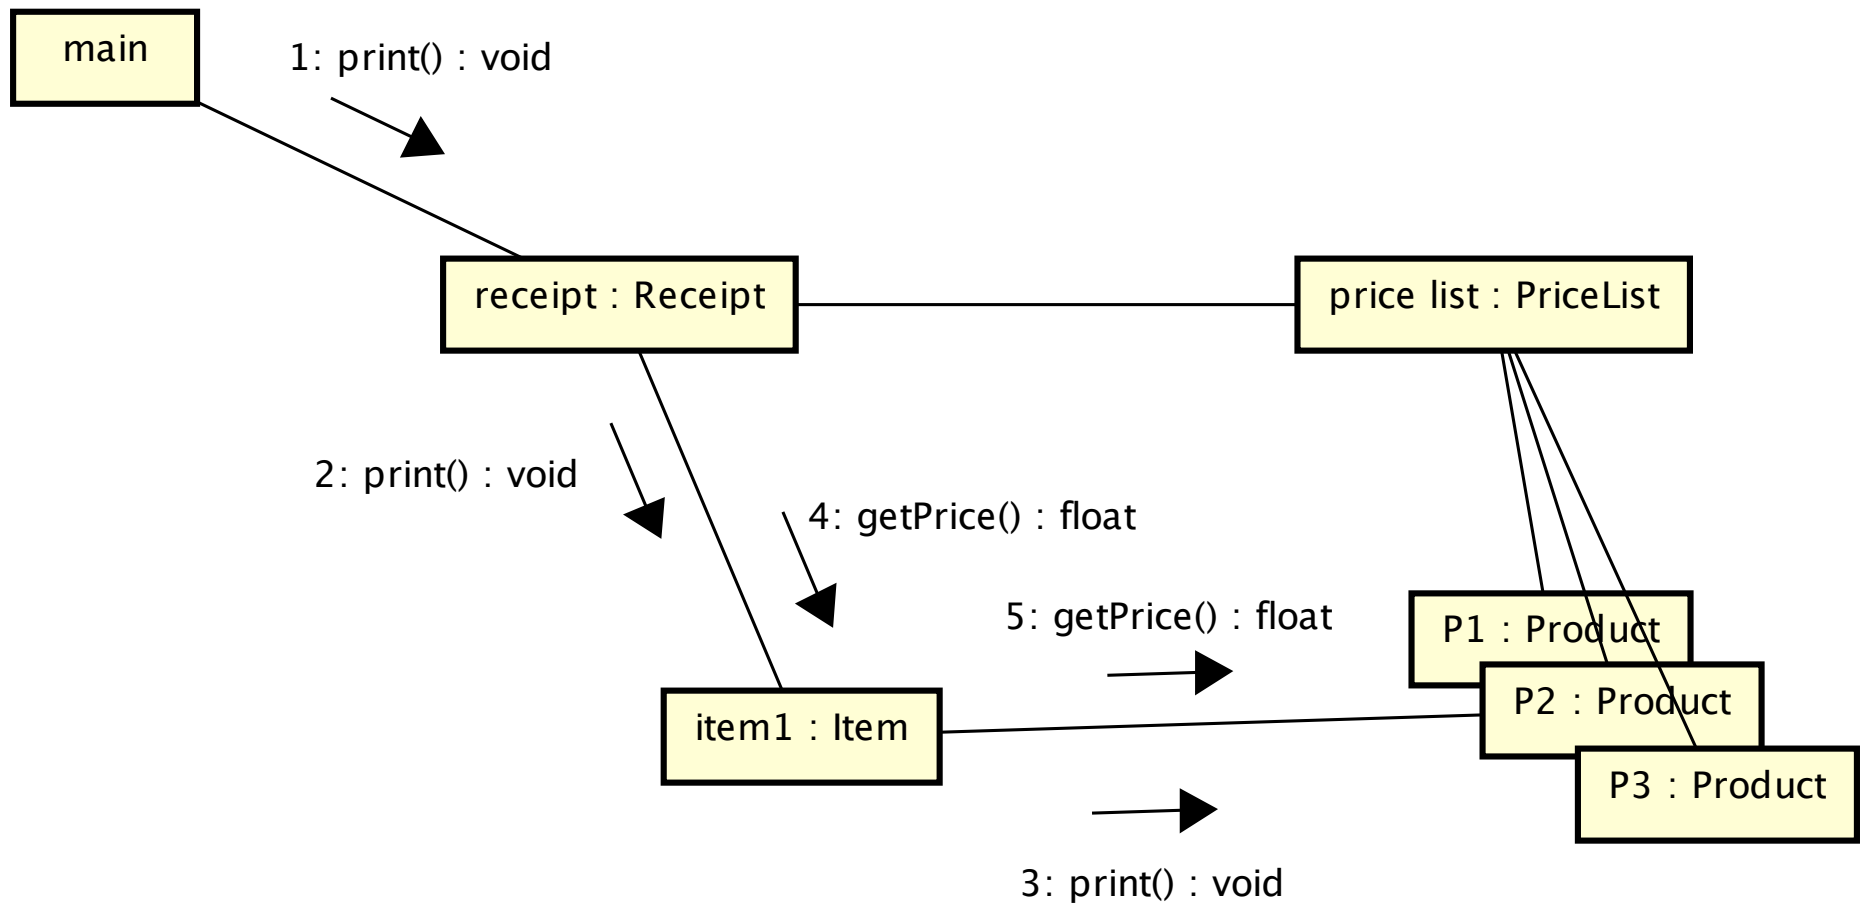 main
1: print() : void
receipt : Receipt
price list : PriceList
2: print() : void
4: getPrice() : float
5: getPrice() : float
P1 : Product
P2 : Product
item1 : Item
P3 : Product
3: print() : void